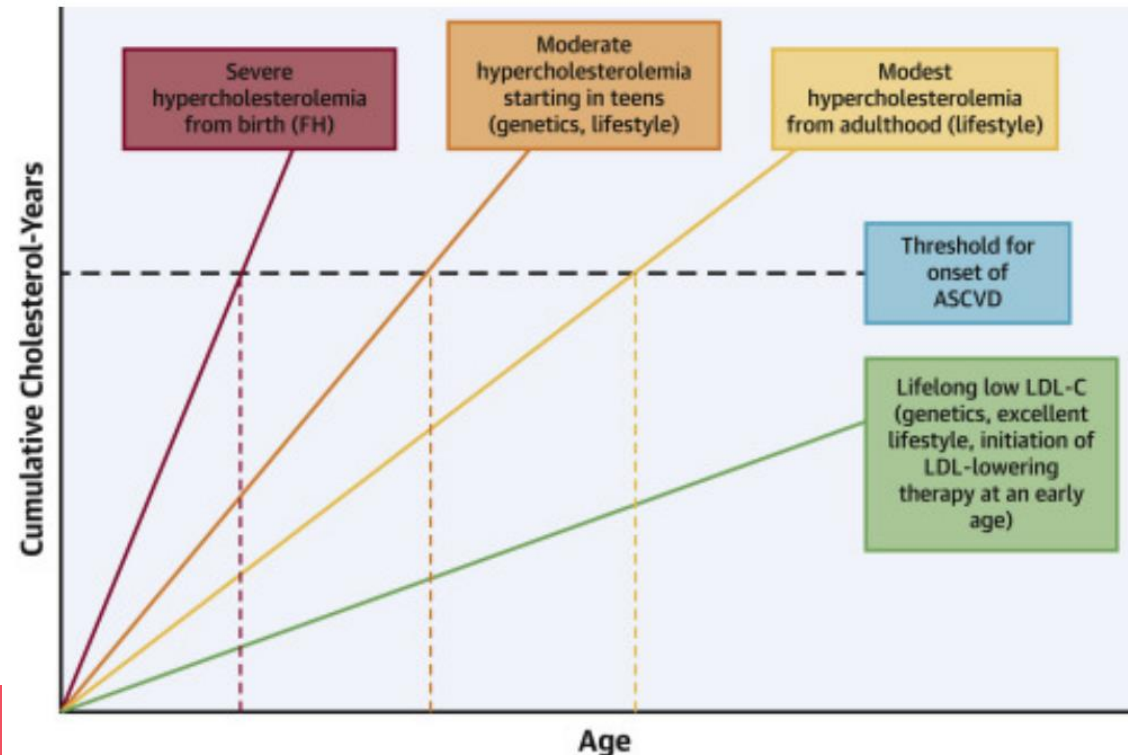 Severe
hypercholesterolemia
from birth (FH)
Moderate
hypercholesterolemia
starting in teens
(genetics, lifestyle)
Modest
hypercholesterolemia
from adulthood (lifestyle)
Threshold for
onset of
ASCVD
Lifelong low LDL-C
(genetics, excellent
lifestyle, initiation of
LDL-lowering
therapy at an early
age)
Cumulative Cholesterol-Years
Age